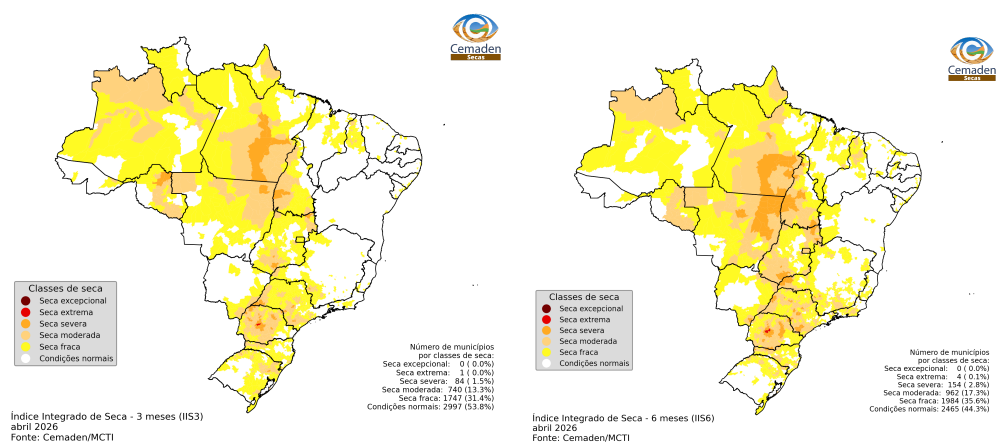 Cemaden
Secas
Classes de seca
Seca excepcional
Seca extrema
Seca severa
Seca moderada
Seca fraca
Condições normais
Número de municípios
por classes de seca:
Seca excepcional: 0 ( 0.0%)
Seca extrema: 1 ( 0.0%)
Seca severa: 84 ( 1.5%)
Seca moderada: 740 (13.3%)
Seca fraca: 1747 (31.4%)
Condições normais: 2997 (53.8%)
Índice Integrado de Seca - 3 meses (IIS3)
abril 2026
Fonte: Cemaden/MCTI
Cemaden
Secas
Classes de seca
Seca excepcional
Seca extrema
Seca severa
Seca moderada
Seca fraca
Condições normais
Número de municípios
por classes de seca:
Seca excepcional: 0 ( 0.0%)
Seca extrema: 4 ( 0.1%)
Seca severa: 154 ( 2.8%)
Seca moderada: 962 (17.3%)
Seca fraca: 1984 (35.6%)
Condições normais: 2465 (44.3%)
Índice Integrado de Seca - 6 meses (IIS6)
abril 2026
Fonte: Cemaden/MCTI